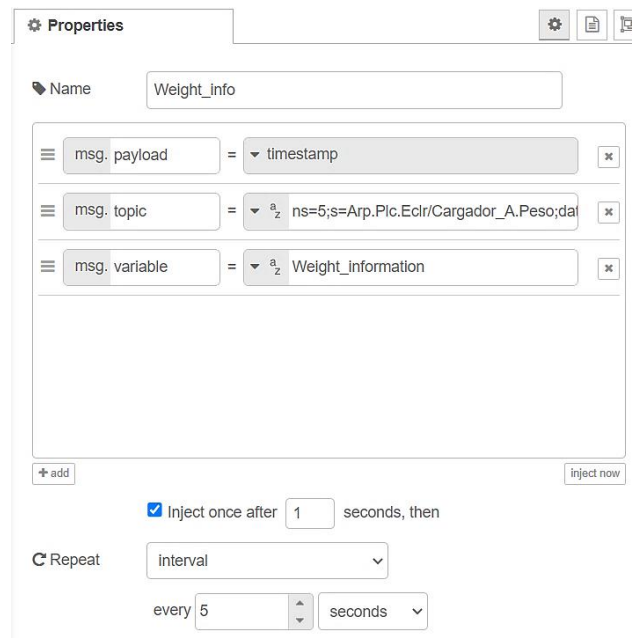 Properties
Name Weight_info
msg. payload = timestamp
msg. topic = ns=5;s=Arp.Plc.Eclr/Cargador_A.Peso;dat
msg. variable = Weight_information
add inject now
Inject once after 1 seconds, then
Repeat interval
every 5 seconds